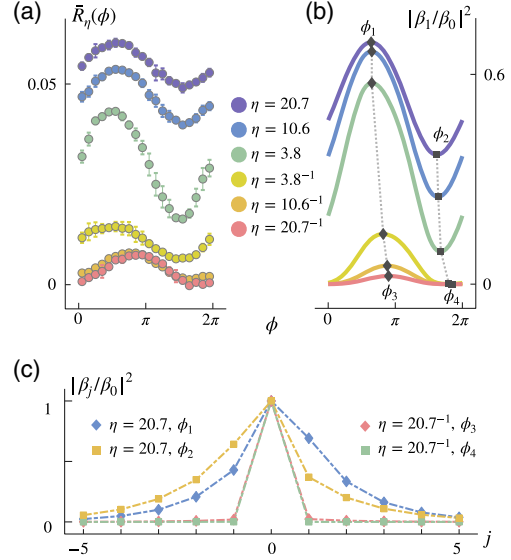 (a) R̄η(ϕ)
0.05
0
0 π 2π ϕ
η = 20.7
η = 10.6
η = 3.8
η = 3.8⁻¹
η = 10.6⁻¹
η = 20.7⁻¹
(b) |β₁/β₀|²
ϕ₁
0.6
ϕ₂
ϕ₃
ϕ₄
0
0 π 2π
(c) |βⱼ/β₀|²
1
0
η = 20.7, ϕ₁
η = 20.7, ϕ₂
η = 20.7⁻¹, ϕ₃
η = 20.7⁻¹, ϕ₄
−5 0 5 j